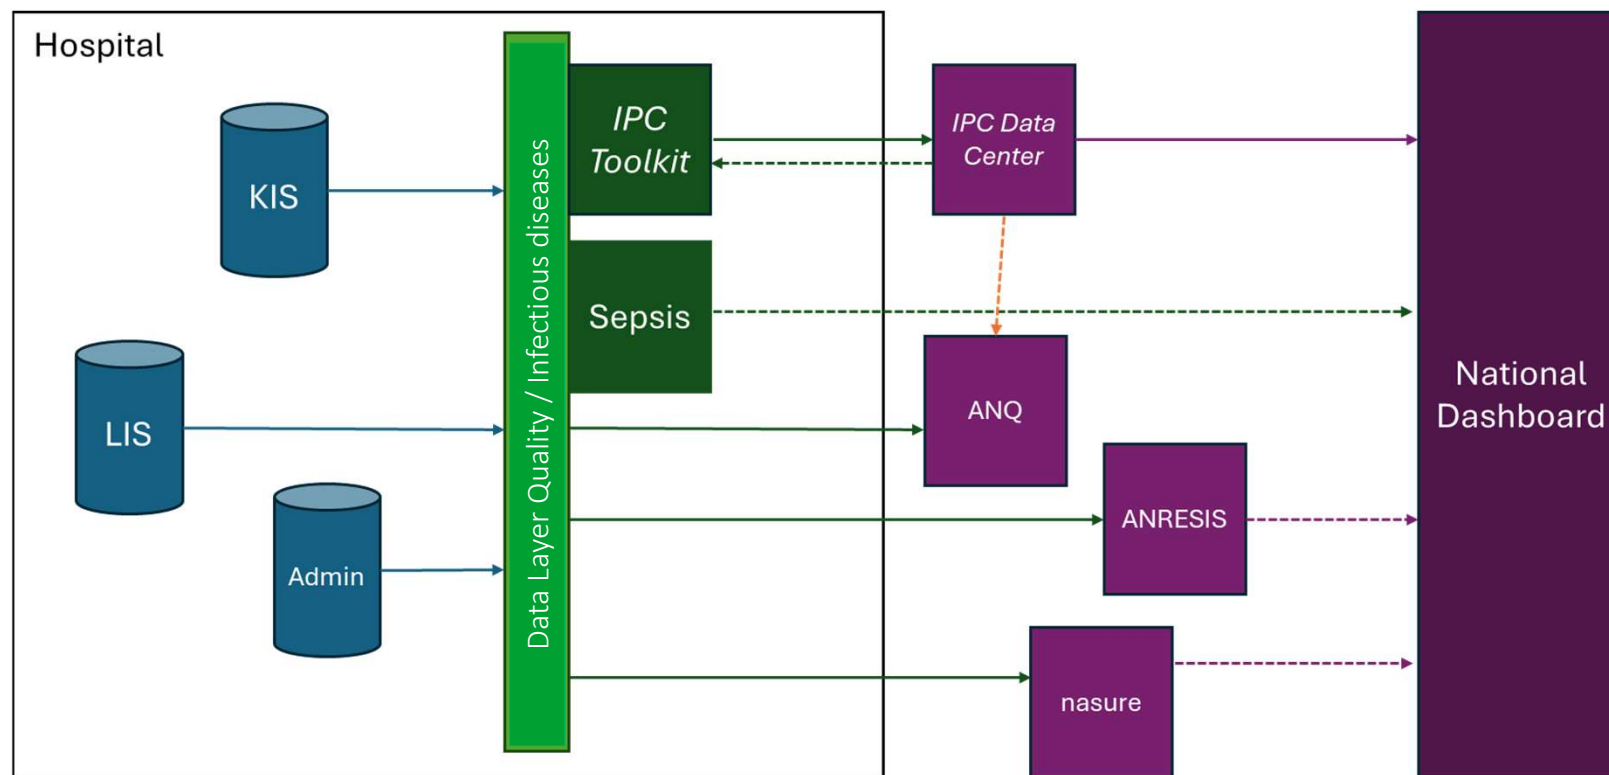 Hospital
KIS
LIS
Admin
Data Layer Quality / Infectious diseases
IPC
Toolkit
Sepsis
IPC Data
Center
ANQ
ANRESIS
nasure
National
Dashboard